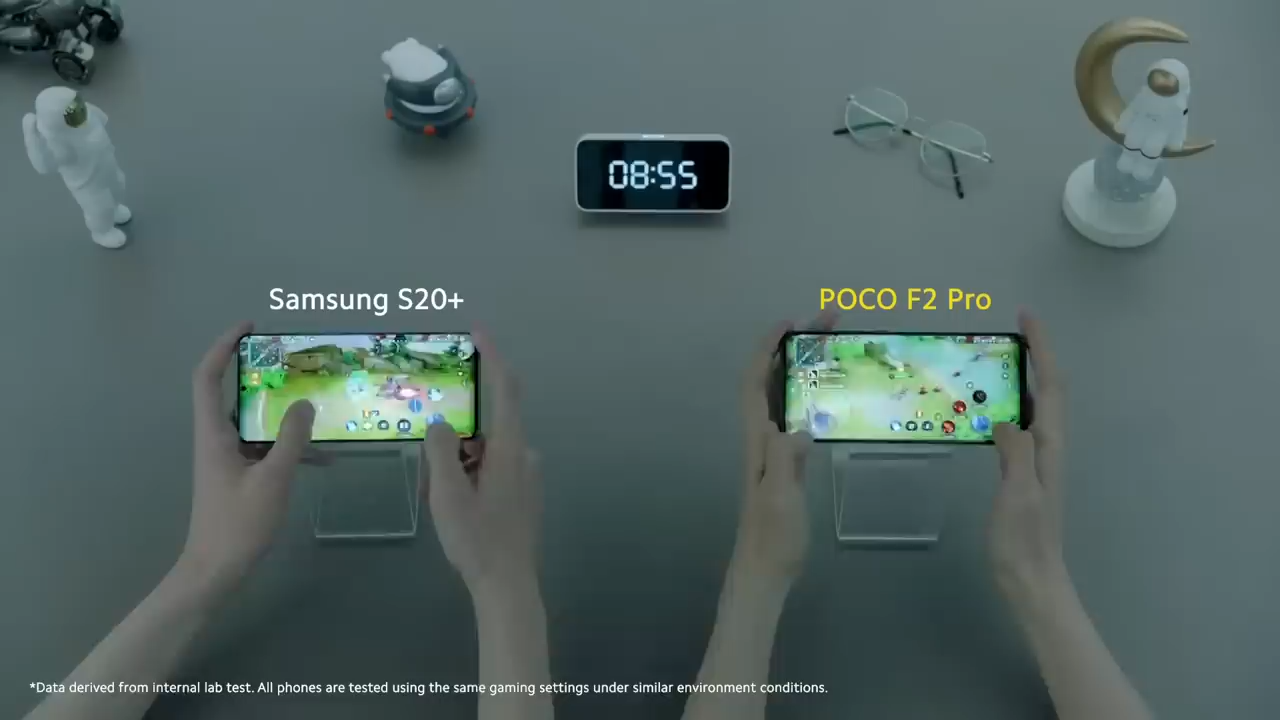 08:55
Samsung S20+
POCO F2 Pro
*Data derived from internal lab test. All phones are tested using the same gaming settings under similar environment conditions.